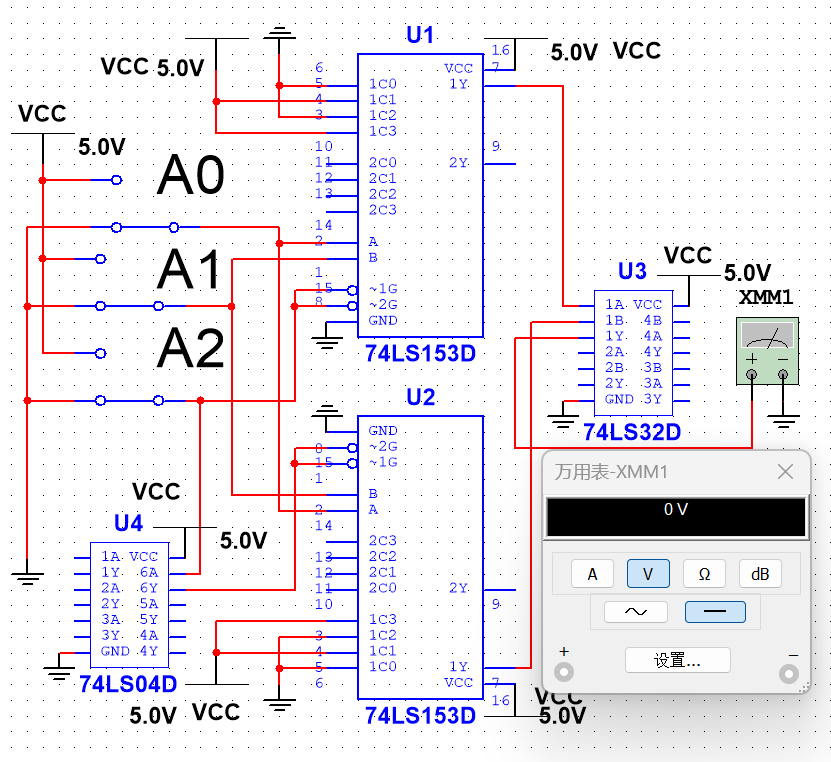 U1
VCC 5.0V
6
5
4
3
1C0
1C1
1C2
1C3
VCC
1Y
16
7
5.0V VCC
VCC
5.0V
A0
10
11
12
13
2C0
2C1
2C2
2C3
2Y
9
14
2
A
B
A1
1
15
8
~1G
~2G
GND
74LS153D
A2
U3
VCC
5.0V
XMM1
1A VCC
1B 4B
1Y 4A
2A 4Y
2B 3B
2Y 3A
GND 3Y
74LS32D
+ −
U2
GND
~2G
~1G
8
15
1
B
A
2
14
2C3
2C2
2C1
2C0
13
12
11
10
2Y
9
1C3
1C2
1C1
1C0
3
4
5
6
1Y
VCC
7
16
74LS153D
VCC
5.0V
VCC
U4
5.0V
1A VCC
1Y 6A
2A 6Y
2Y 5A
3A 5Y
3Y 4A
GND 4Y
74LS04D
5.0V VCC
万用表-XMM1
0 V
A V Ω dB
+ −
设置...